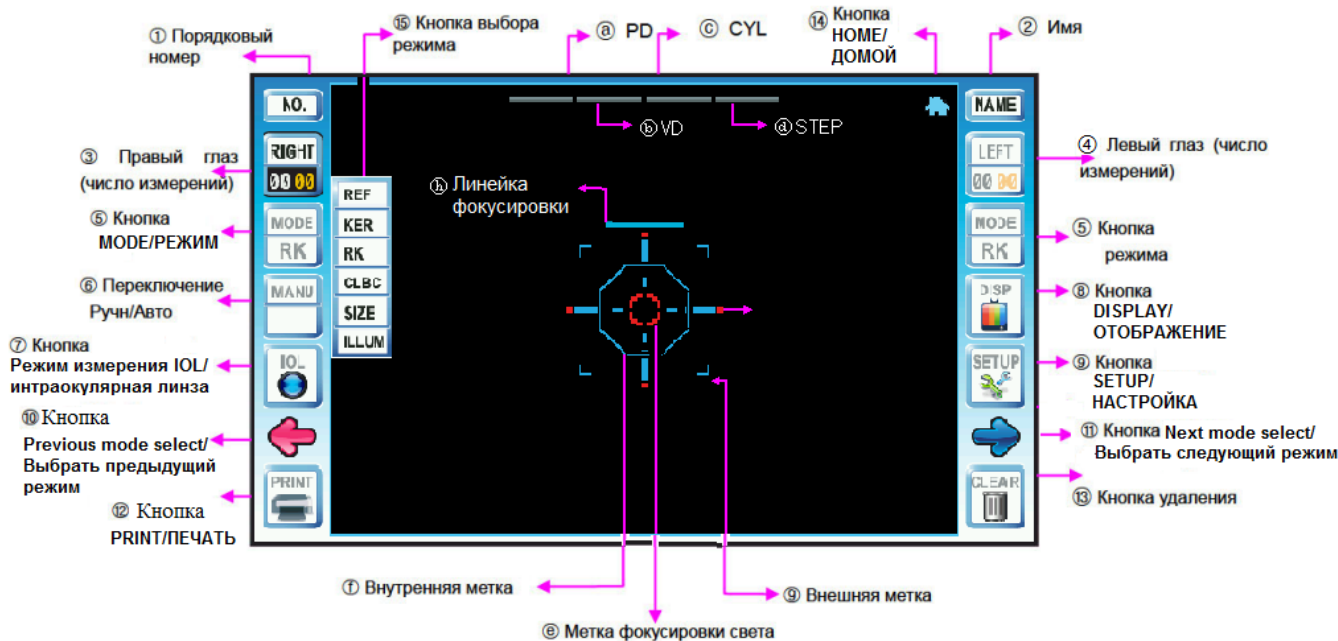 ① Порядковый
номер
⑮ Кнопка выбора
режима
ⓐ PD
ⓒ CYL
⑭ Кнопка
HOME/
ДОМОЙ
② Имя
NO.
NAME
ⓑ VD
ⓓ STEP
③ Правый глаз
(число измерений)
RIGHT
00 00
LEFT
00 00
④ Левый глаз (число
измерений)
ⓗ Линейка
фокусировки
REF
KER
RK
CLBC
SIZE
ILLUM
⑤ Кнопка
MODE/РЕЖИМ
MODE
RK
MODE
RK
⑤ Кнопка
режима
⑥ Переключение
Ручн/Авто
MANU
DISP
⑧ Кнопка
DISPLAY/
ОТОБРАЖЕНИЕ
⑦ Кнопка
Режим измерения IOL/
интраокулярная линза
IOL
SETUP
⑨ Кнопка
SETUP/
НАСТРОЙКА
⑩ Кнопка
Previous mode select/
Выбрать предыдущий
режим
⑪ Кнопка Next mode select/
Выбрать следующий режим
⑫ Кнопка
PRINT/ПЕЧАТЬ
PRINT
CLEAR
⑬ Кнопка удаления
ⓕ Внутренняя метка
⑨ Внешняя метка
ⓔ Метка фокусировки света